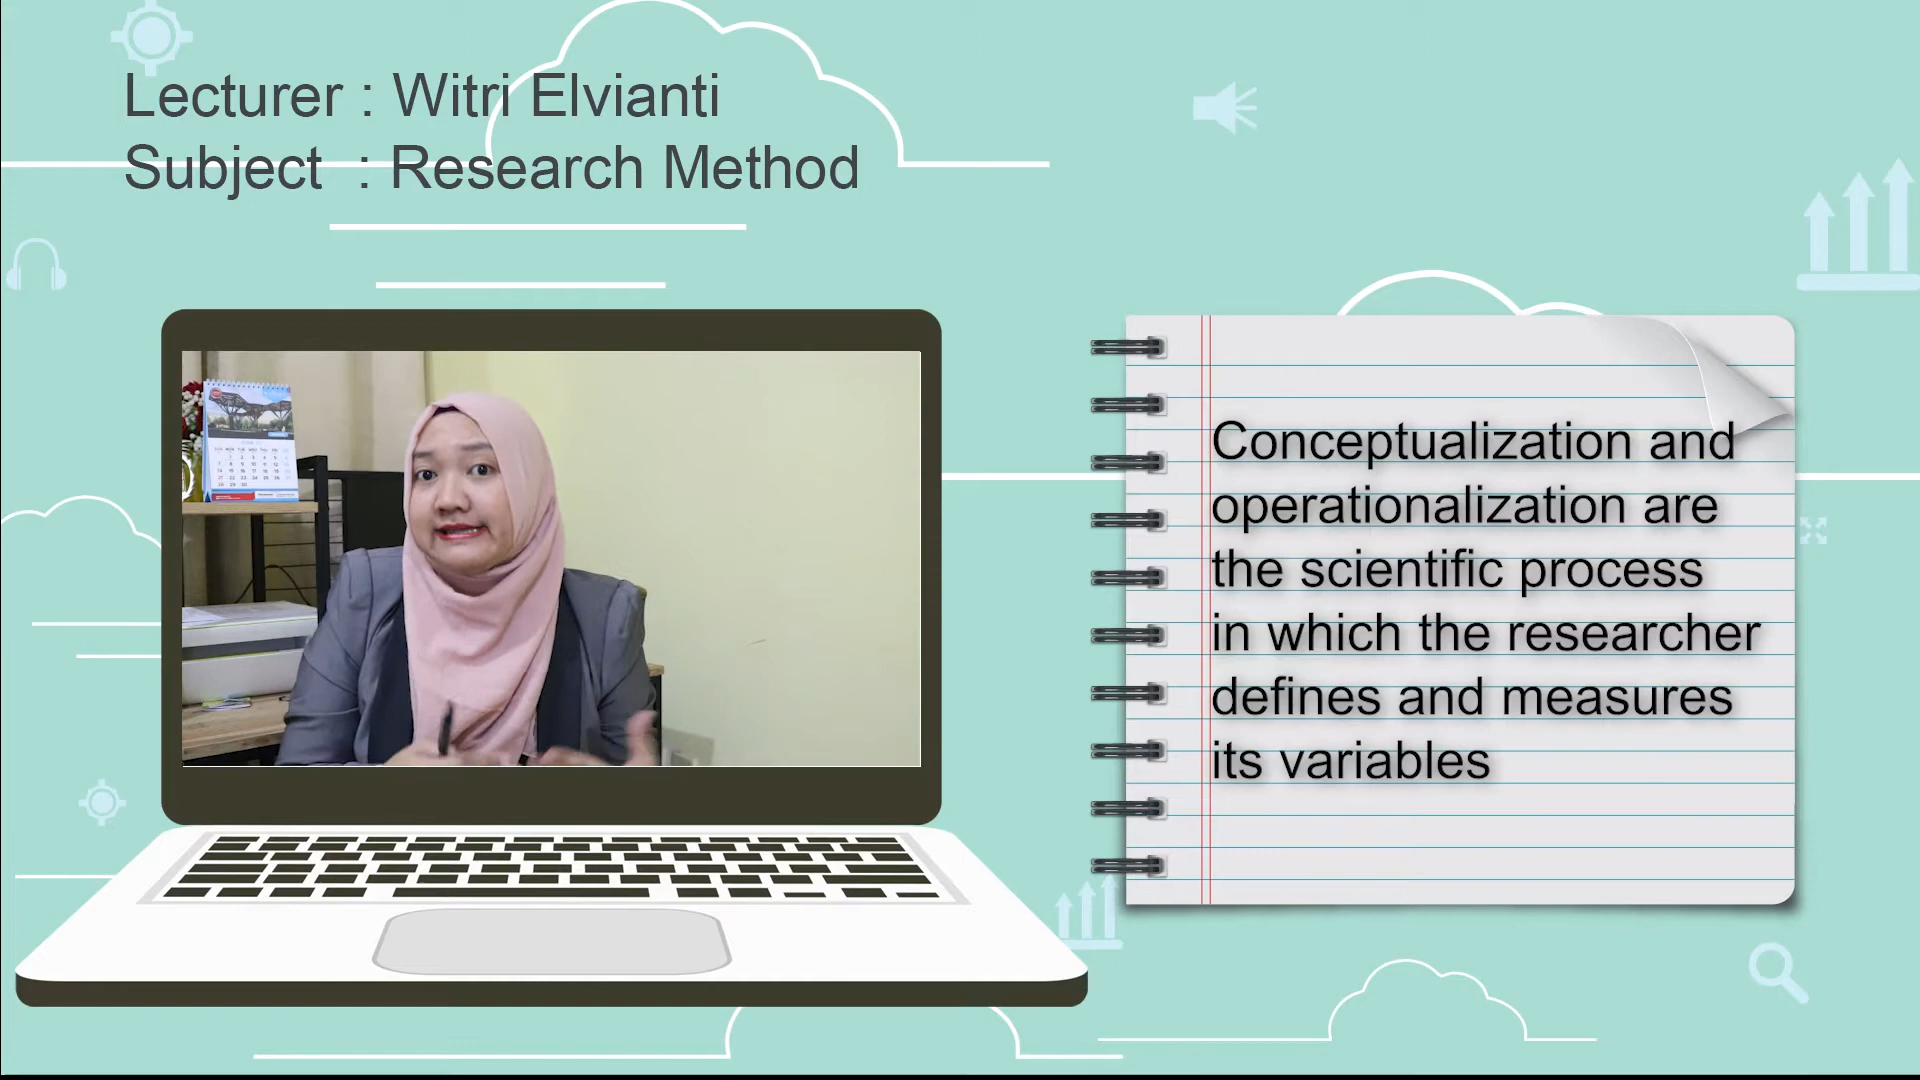 Lecturer : Witri Elvianti
Subject : Research Method
Conceptualization and
operationalization are
the scientific process
in which the researcher
defines and measures
its variables